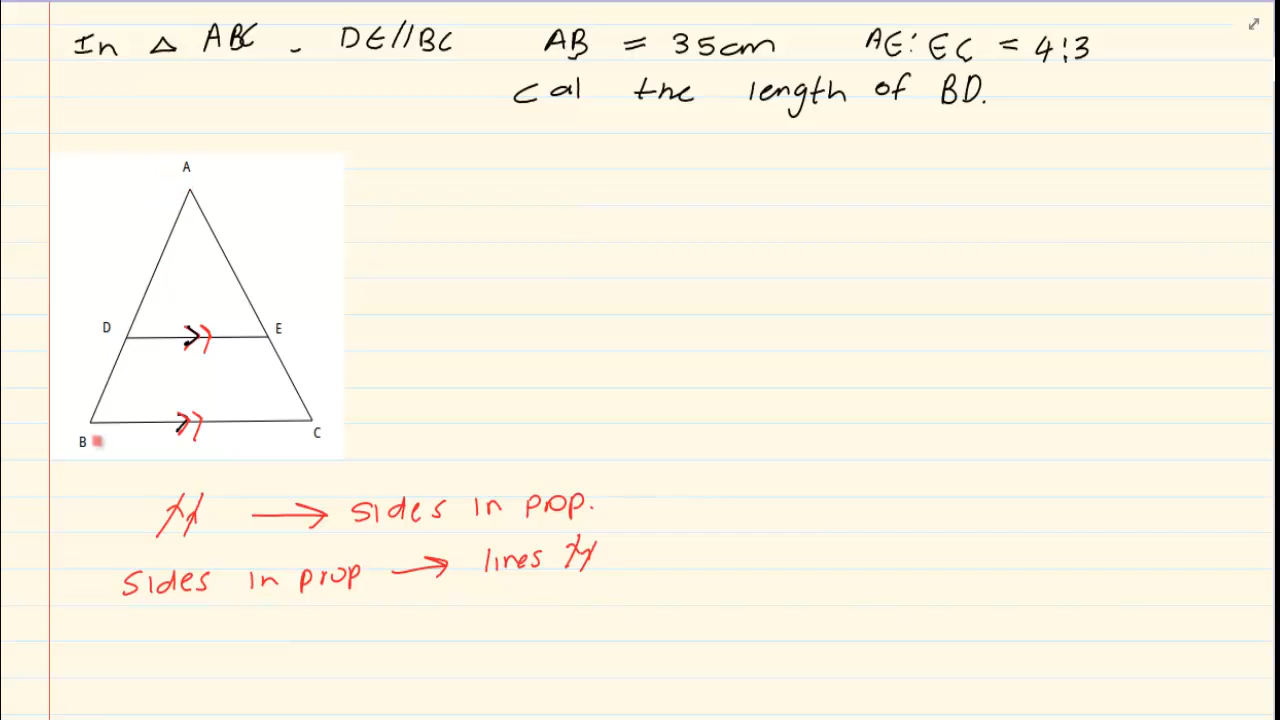 In △ ABC - DE//BC AB = 35cm AE:EC = 4:3
cal the length of BD.
A
D
E
B
C
// → sides in prop.
sides in prop → lines //